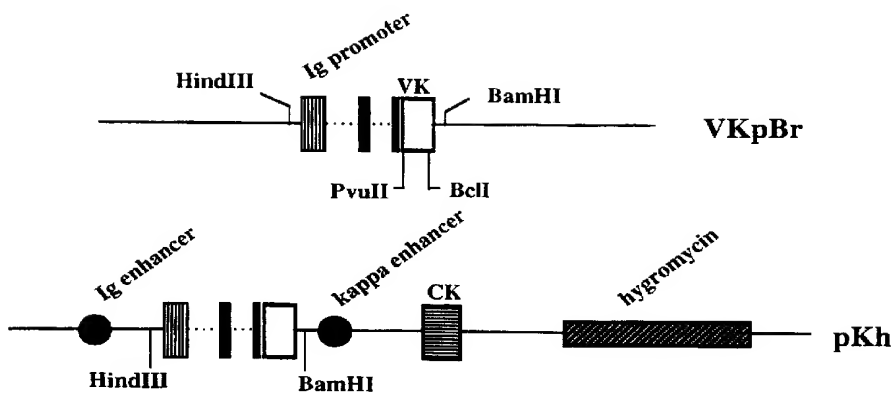 Ig promoter
HindIII
VK
BamHI
VKpBr
PvuII
BclI
Ig enhancer
kappa enhancer
CK
hygromycin
pKh
HindIII
BamHI